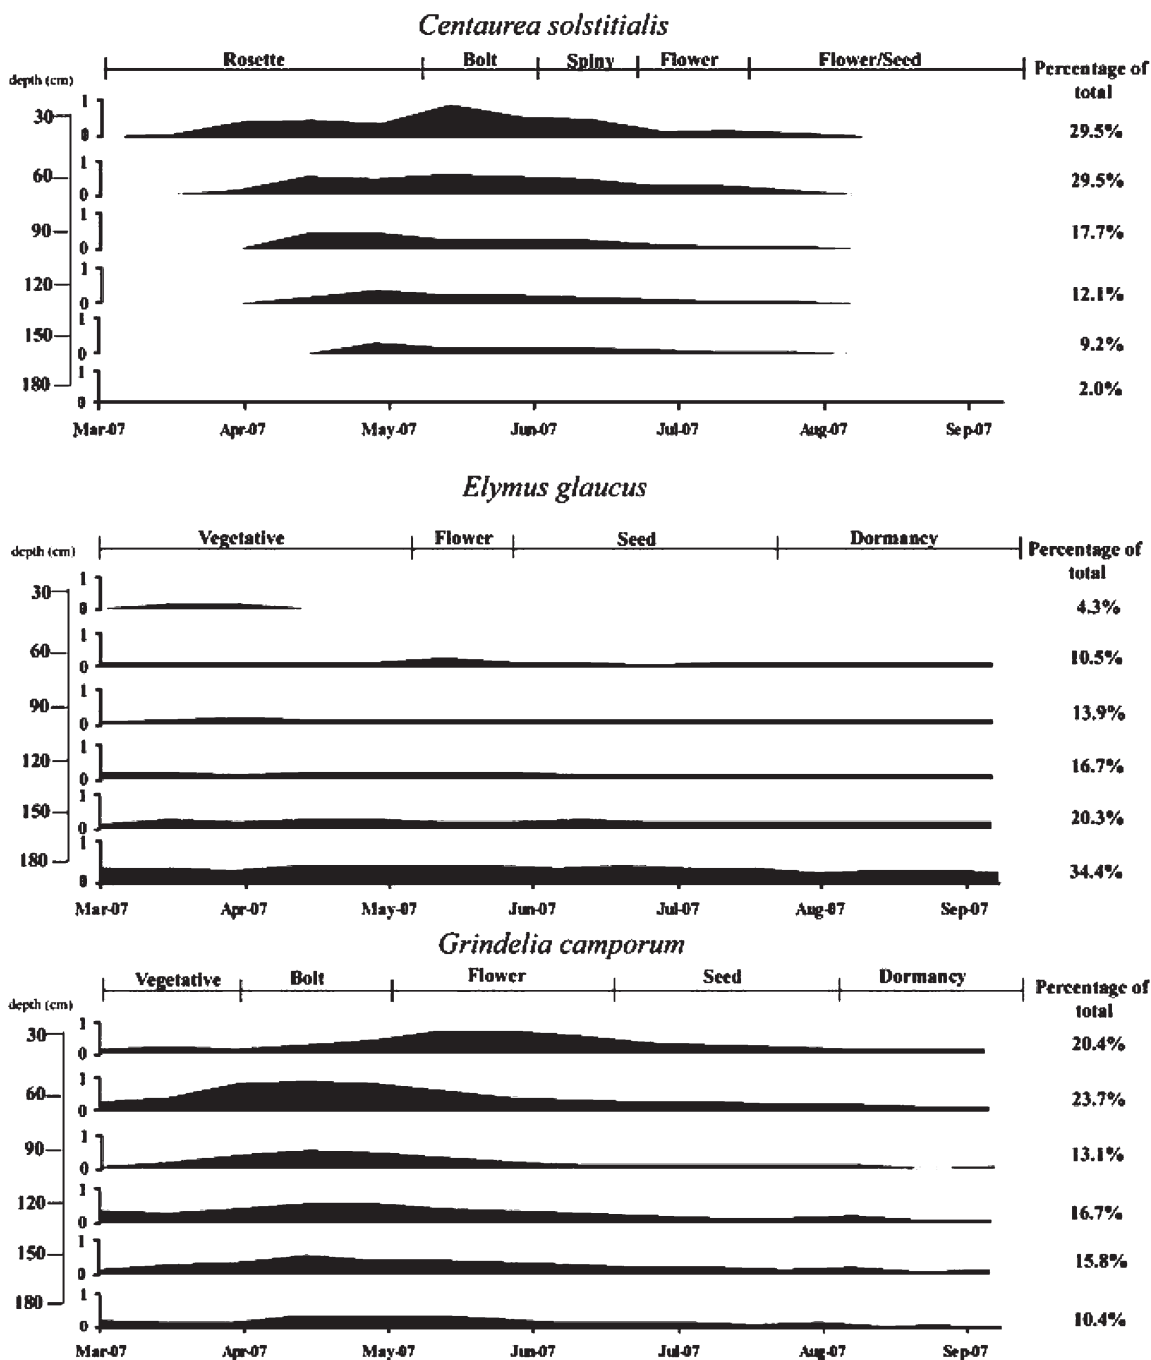 Centaurea solstitialis
Rosette Bolt Spiny Flower Flower/Seed
depth (cm) Percentage of
total
30 1
0 29.5%
60 1
0 29.5%
90 1
0 17.7%
120 1
0 12.1%
150 1
0 9.2%
180 1
0 2.0%
Mar-07 Apr-07 May-07 Jun-07 Jul-07 Aug-07 Sep-07
Elymus glaucus
Vegetative Flower Seed Dormancy
depth (cm) Percentage of
total
30 1
0 4.3%
60 1
0 10.5%
90 1
0 13.9%
120 1
0 16.7%
150 1
0 20.3%
180 1
0 34.4%
Mar-07 Apr-07 May-07 Jun-07 Jul-07 Aug-07 Sep-07
Grindelia camporum
Vegetative Bolt Flower Seed Dormancy
depth (cm) Percentage of
total
30 1
0 20.4%
60 1
0 23.7%
90 1
0 13.1%
120 1
0 16.7%
150 1
0 15.8%
180 1
0 10.4%
Mar-07 Apr-07 May-07 Jun-07 Jul-07 Aug-07 Sep-07